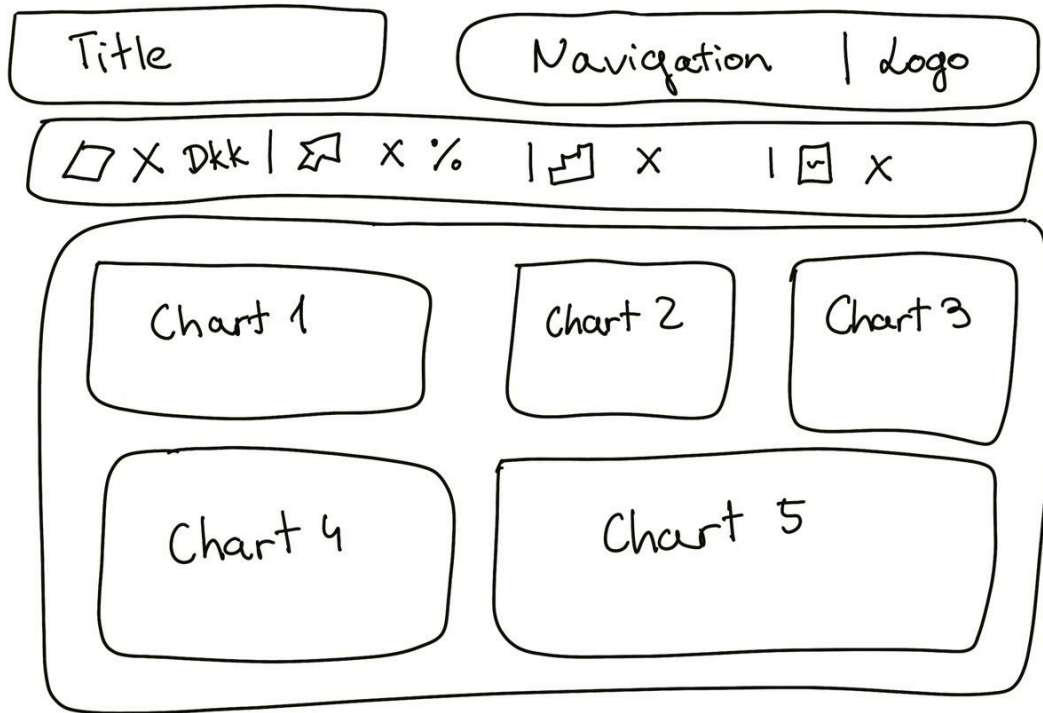 Title
Navigation | Logo
X Dkk | X % | X | X
Chart 1
Chart 2
Chart 3
Chart 4
Chart 5